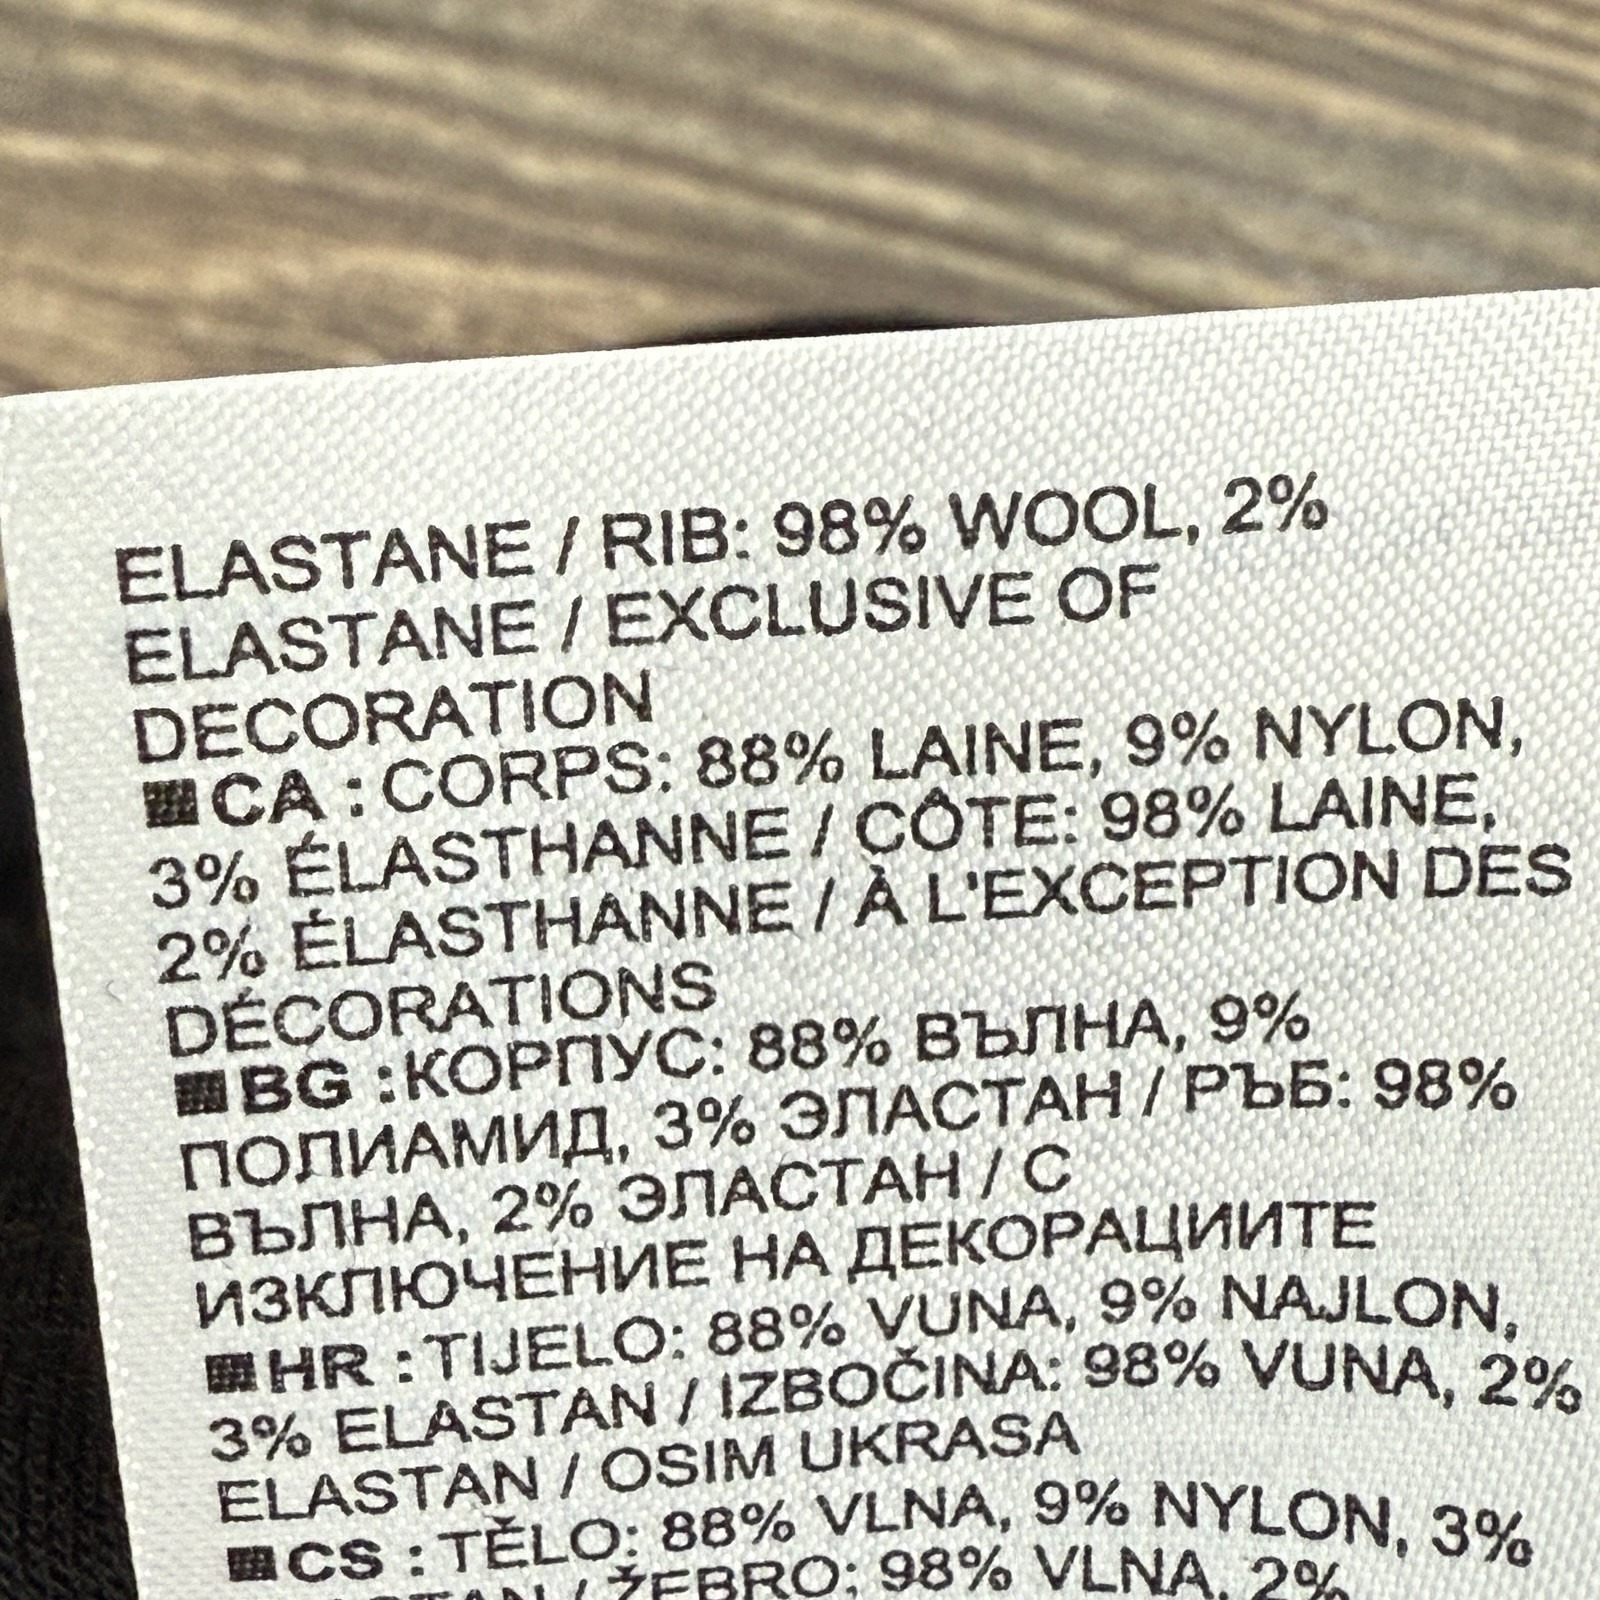 ELASTANE / RIB: 98% WOOL, 2%
ELASTANE / EXCLUSIVE OF
DECORATION
CA : CORPS: 88% LAINE, 9% NYLON,
3% ÉLASTHANNE / CÔTE: 98% LAINE,
2% ÉLASTHANNE / À L'EXCEPTION DES
DÉCORATIONS
BG : КОРПУС: 88% ВЪЛНА, 9%
ПОЛИАМИД, 3% ЭЛАСТАН / РЪБ: 98%
ВЪЛНА, 2% ЭЛАСТАН / С
ИЗКЛЮЧЕНИЕ НА ДЕКОРАЦИИТЕ
HR : TIJELO: 88% VUNA, 9% NAJLON,
3% ELASTAN / IZBOČINA: 98% VUNA, 2%
ELASTAN / OSIM UKRASA
CS : TĚLO: 88% VLNA, 9% NYLON, 3%
/ ŽEBRO: 98% VLNA, 2%